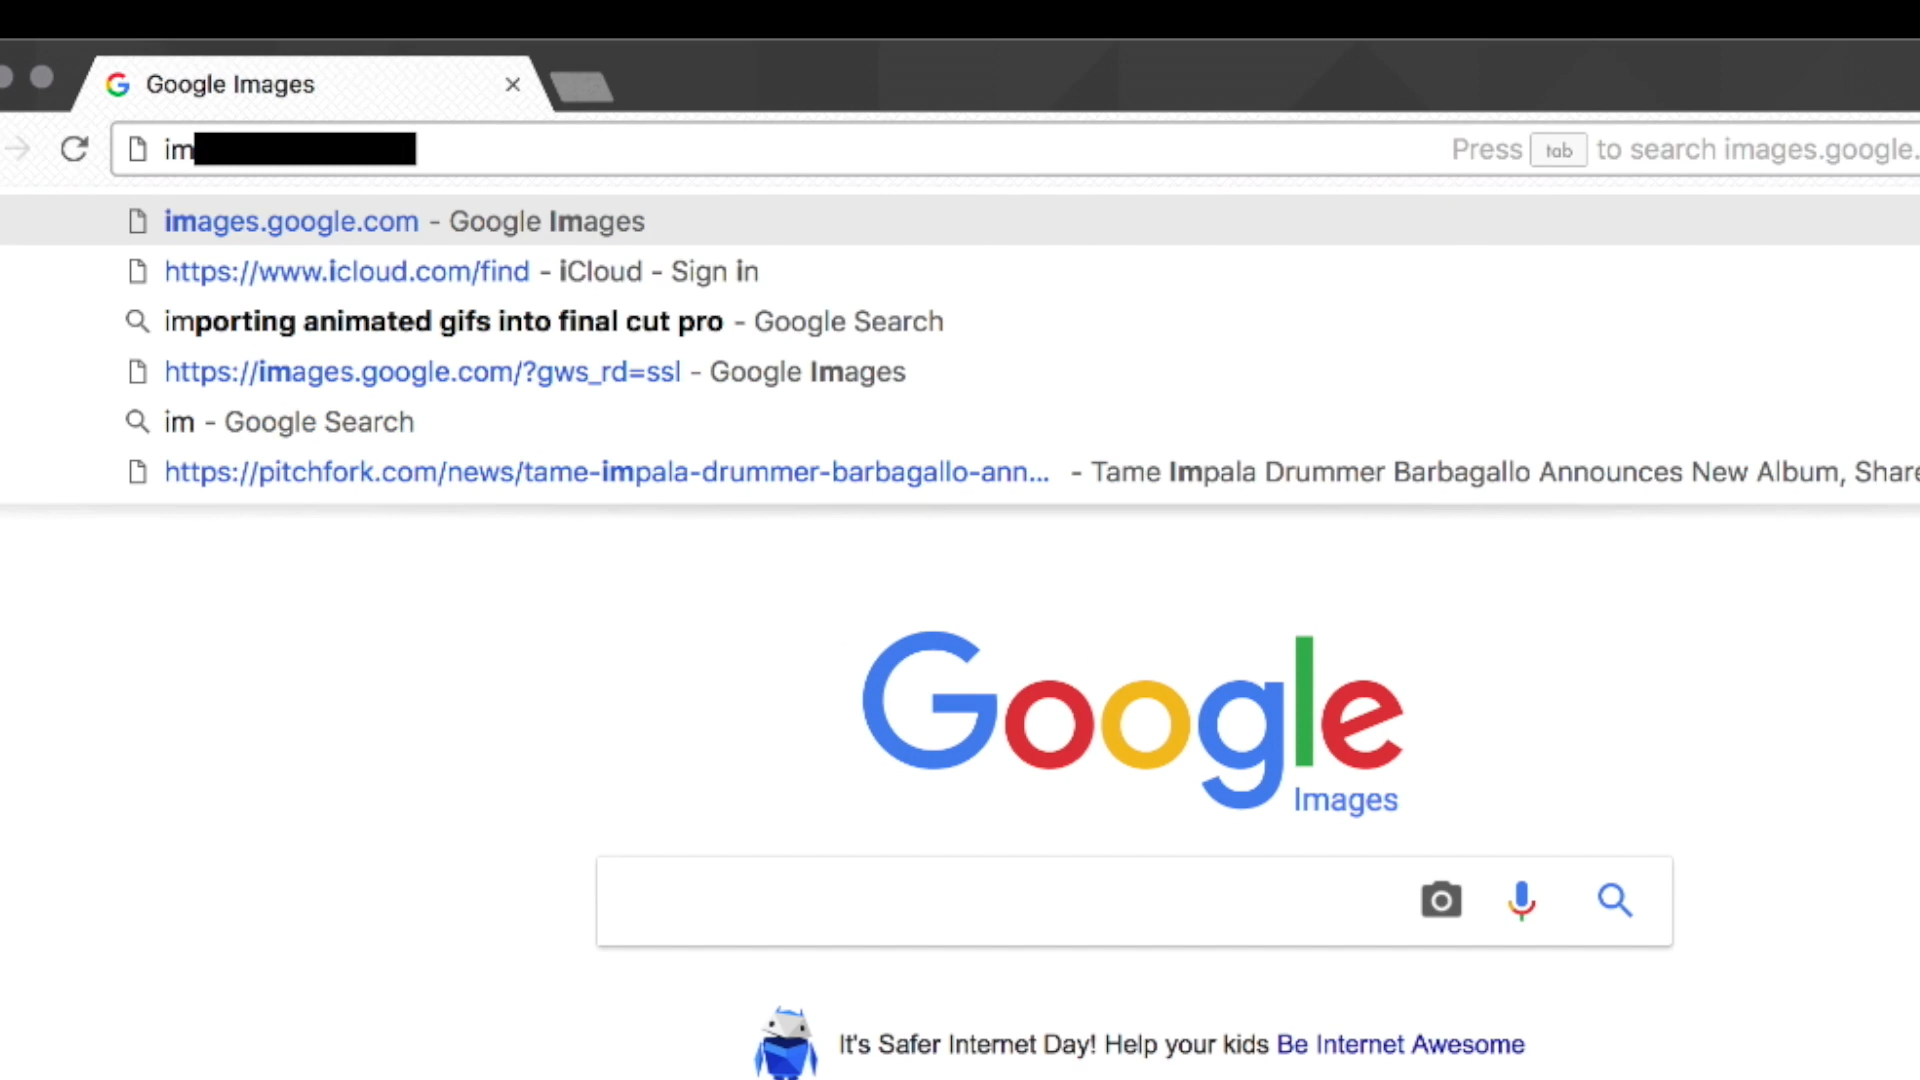 Google Images
im
Press tab to search images.google.
images.google.com - Google Images
https://www.icloud.com/find - iCloud - Sign in
importing animated gifs into final cut pro - Google Search
https://images.google.com/?gws_rd=ssl - Google Images
im - Google Search
https://pitchfork.com/news/tame-impala-drummer-barbagallo-ann... - Tame Impala Drummer Barbagallo Announces New Album, Share
Google
Images
It's Safer Internet Day! Help your kids Be Internet Awesome